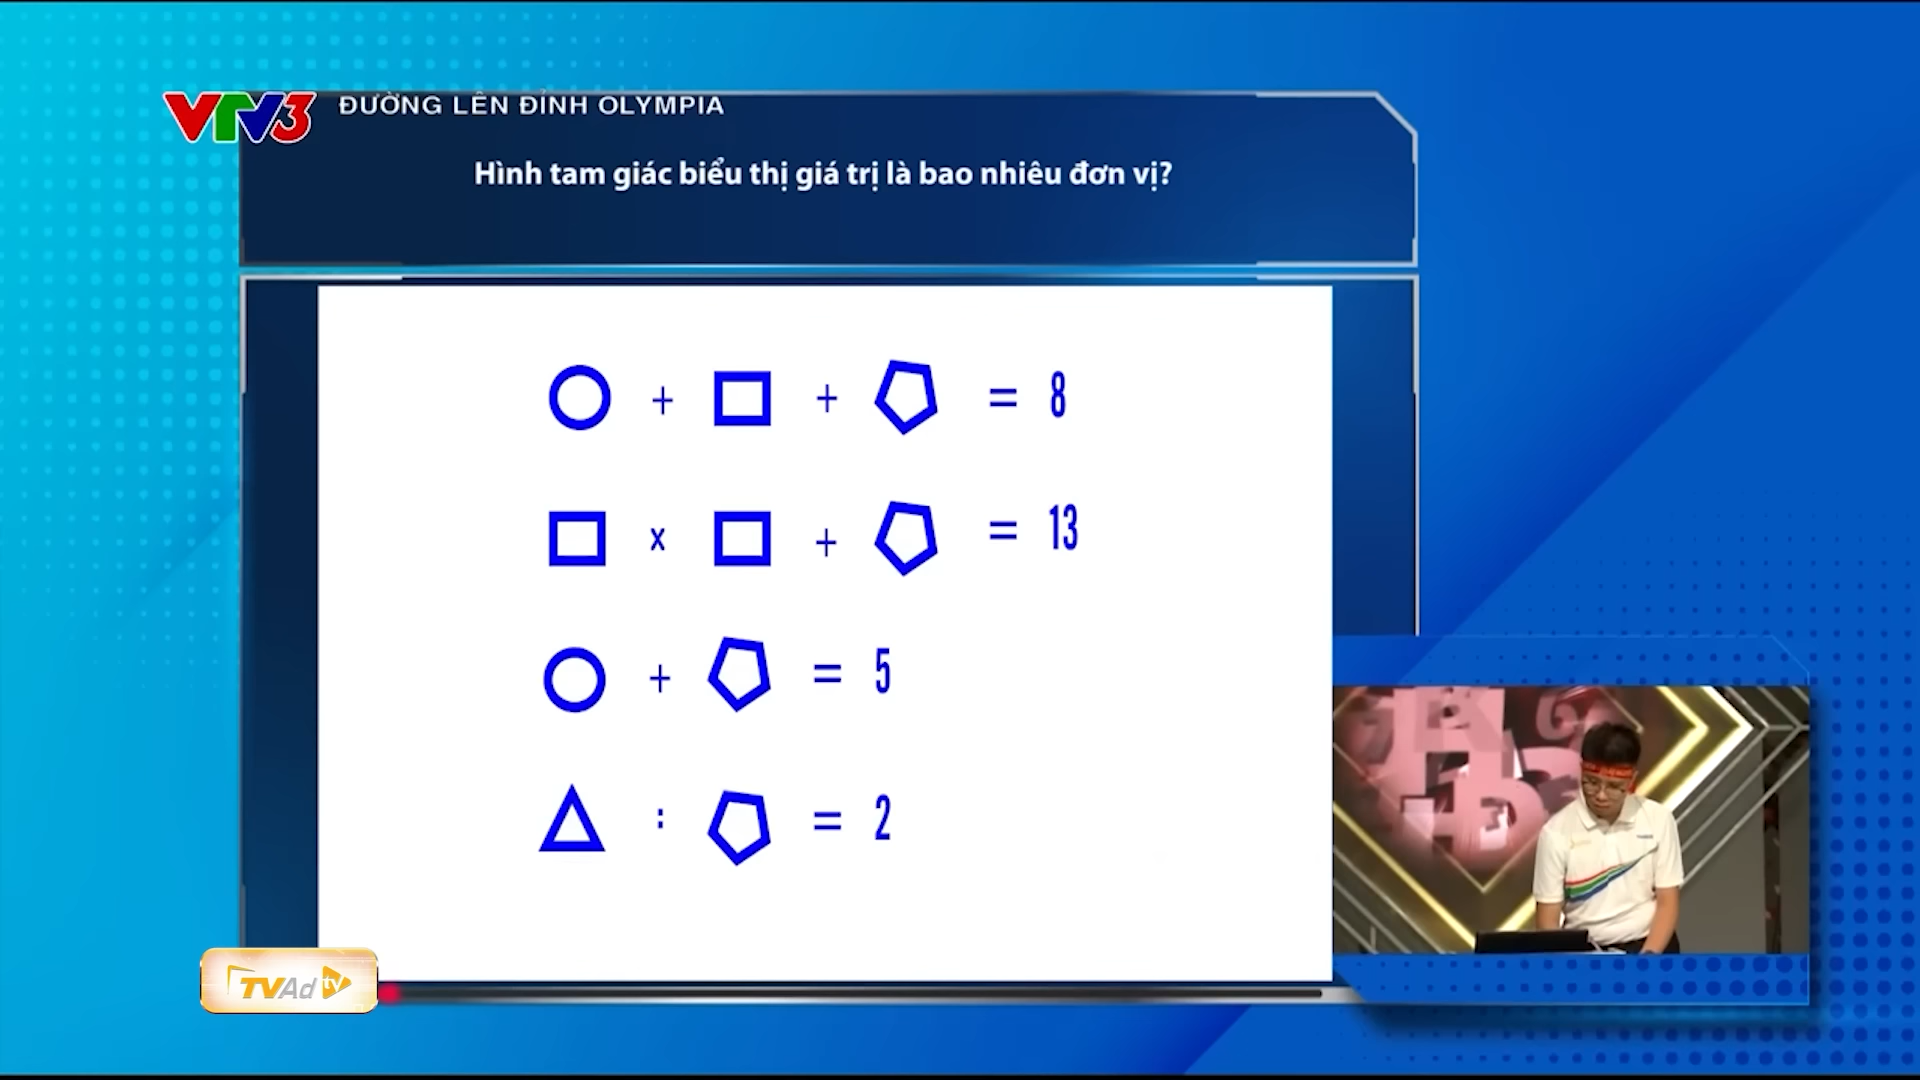 VTV3 ĐƯỜNG LÊN ĐỈNH OLYMPIA
Hình tam giác biểu thị giá trị là bao nhiêu đơn vị?
+ + = 8
x + = 13
+ = 5
: = 2
TVAd tv